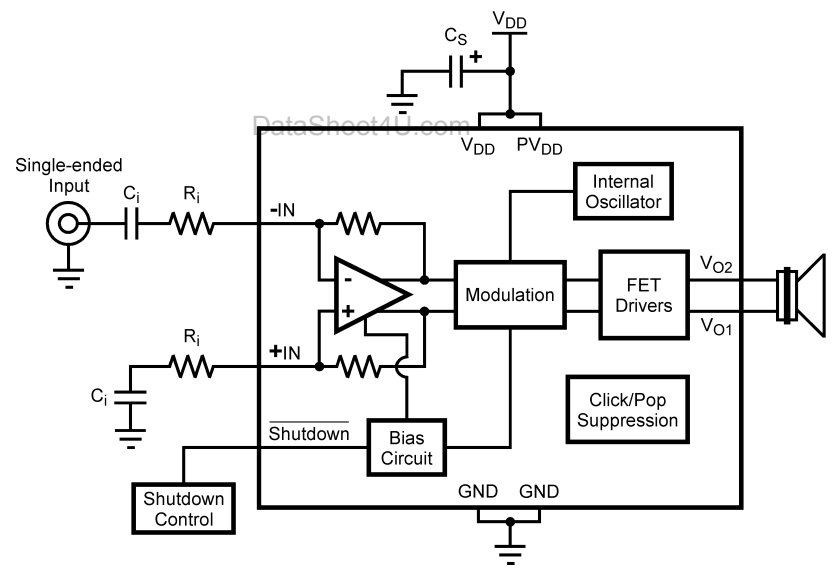 VDD
CS
+
DataSheet4U.com
VDD
PVDD
Single-ended
Input
Ci
Ri
-IN
Internal
Oscillator
-
+
Modulation
FET
Drivers
VO2
VO1
Ri
+IN
Ci
Click/Pop
Suppression
Shutdown
Bias
Circuit
Shutdown
Control
GND
GND